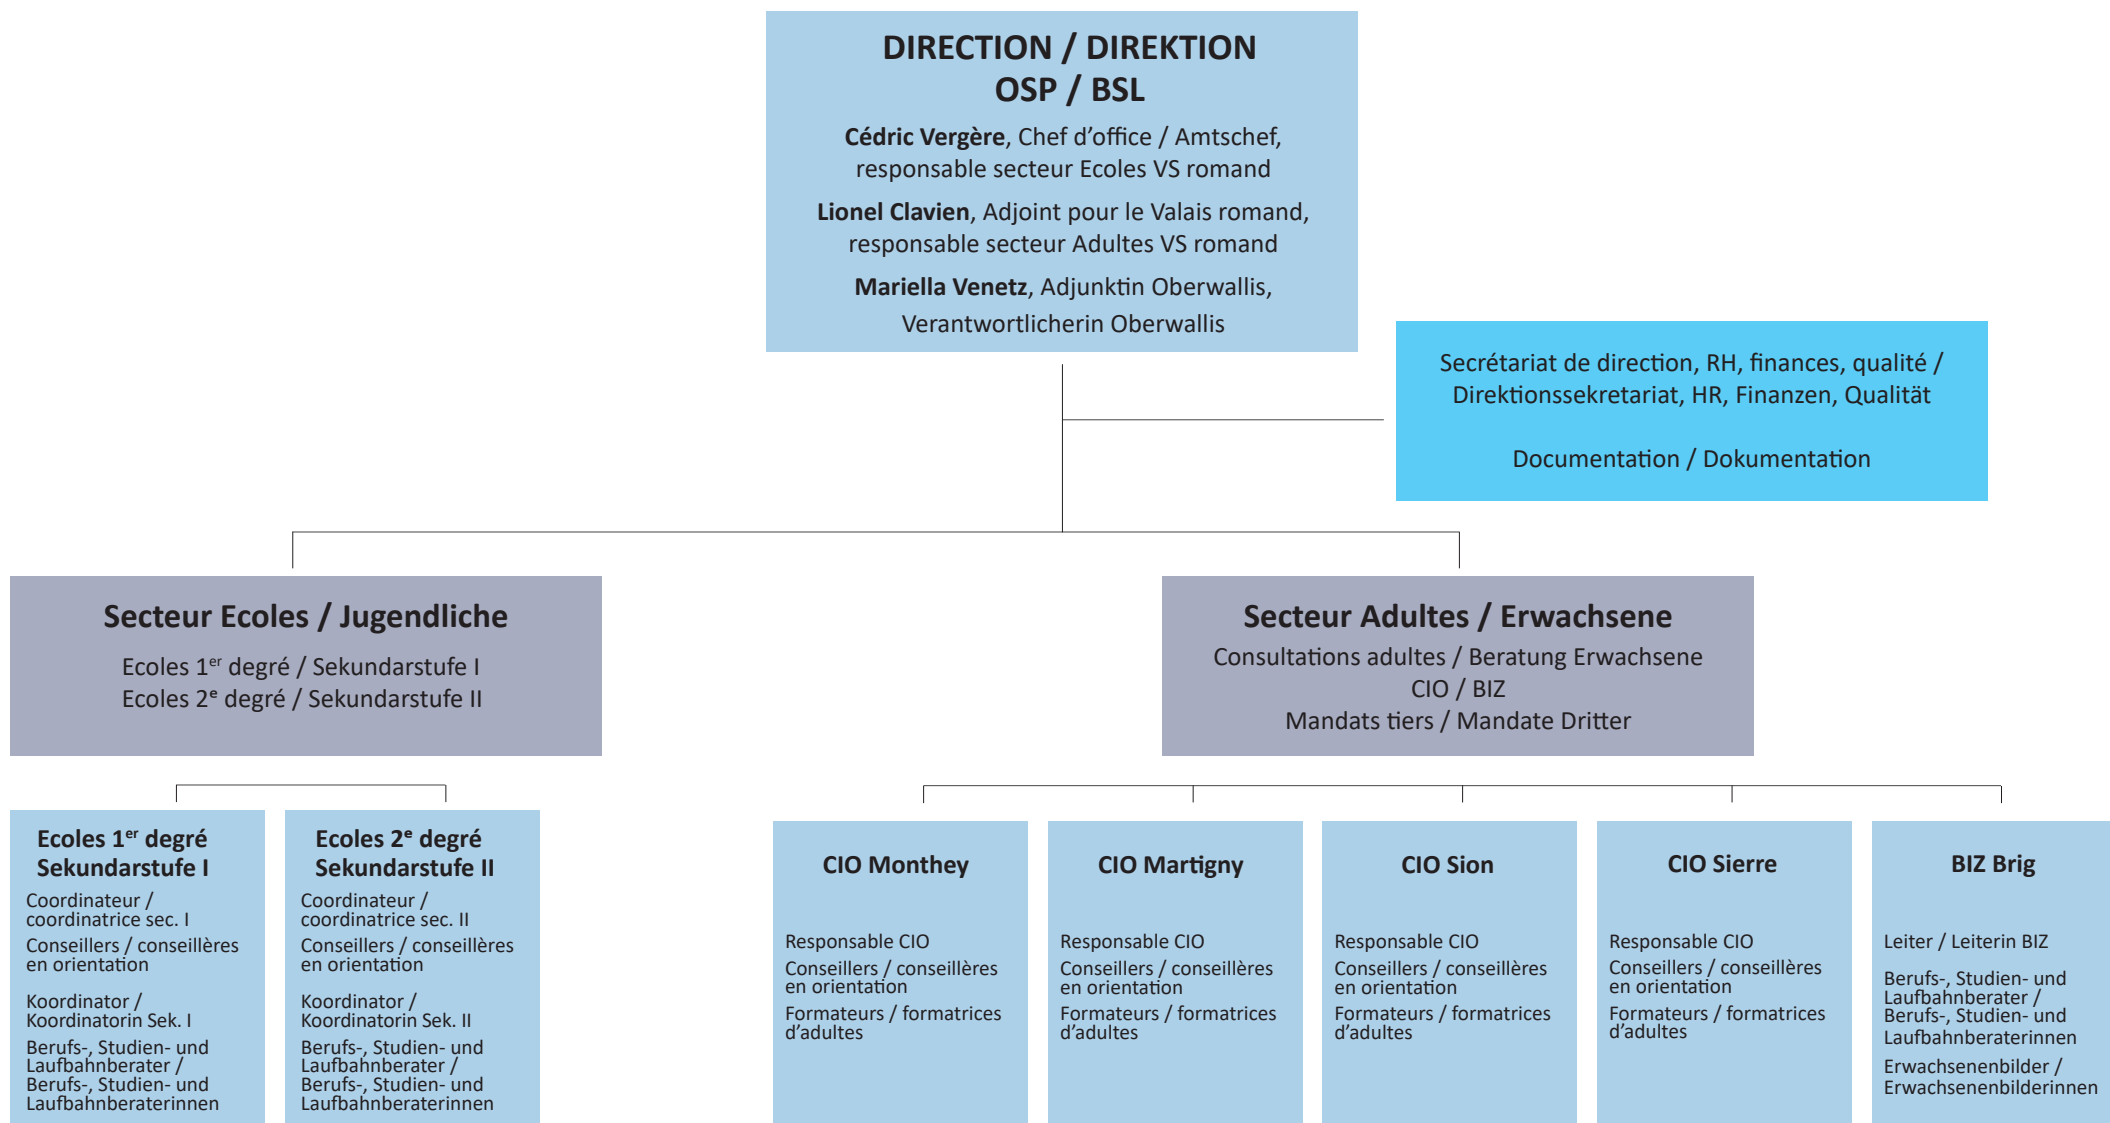 DIRECTION / DIREKTION
OSP / BSL
Cédric Vergère, Chef d’office / Amtschef,
responsable secteur Ecoles VS romand
Lionel Clavien, Adjoint pour le Valais romand,
responsable secteur Adultes VS romand
Mariella Venetz, Adjunktin Oberwallis,
Verantwortlicherin Oberwallis
Secrétariat de direction, RH, finances, qualité /
Direktionssekretariat, HR, Finanzen, Qualität
Documentation / Dokumentation
Secteur Ecoles / Jugendliche
Ecoles 1er degré / Sekundarstufe I
Ecoles 2e degré / Sekundarstufe II
Secteur Adultes / Erwachsene
Consultations adultes / Beratung Erwachsene
CIO / BIZ
Mandats tiers / Mandate Dritter
Ecoles 1er degré
Sekundarstufe I
Coordinateur /
coordinatrice sec. I
Conseillers / conseillères
en orientation
Koordinator /
Koordinatorin Sek. I
Berufs-, Studien- und
Laufbahnberater /
Berufs-, Studien- und
Laufbahnberaterinnen
Ecoles 2e degré
Sekundarstufe II
Coordinateur /
coordinatrice sec. II
Conseillers / conseillères
en orientation
Koordinator /
Koordinatorin Sek. II
Berufs-, Studien- und
Laufbahnberater /
Berufs-, Studien- und
Laufbahnberaterinnen
CIO Monthey
Responsable CIO
Conseillers / conseillères
en orientation
Formateurs / formatrices
d’adultes
CIO Martigny
Responsable CIO
Conseillers / conseillères
en orientation
Formateurs / formatrices
d’adultes
CIO Sion
Responsable CIO
Conseillers / conseillères
en orientation
Formateurs / formatrices
d’adultes
CIO Sierre
Responsable CIO
Conseillers / conseillères
en orientation
Formateurs / formatrices
d’adultes
BIZ Brig
Leiter / Leiterin BIZ
Berufs-, Studien- und
Laufbahnberater /
Berufs-, Studien- und
Laufbahnberaterinnen
Erwachsenenbilder /
Erwachsenenbilderinnen